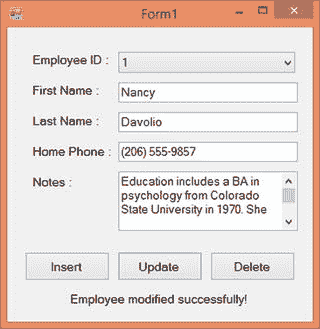 Form1
Employee ID : 1
First Name : Nancy
Last Name : Davolio
Home Phone : (206) 555-9857
Notes : Education includes a BA in
psychology from Colorado
State University in 1970. She
Insert Update Delete
Employee modified successfully!